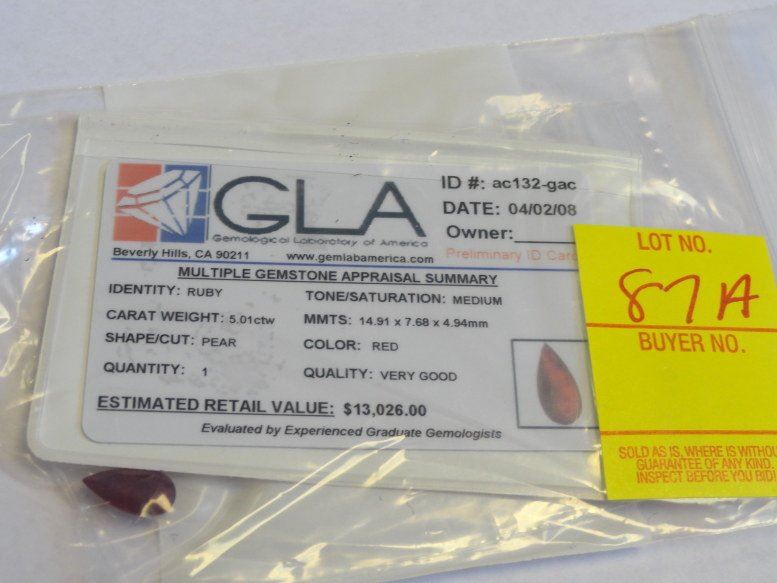 GLA
Gemological Laboratory of America
Beverly Hills, CA 90211 www.gemlabamerica.com
ID #: ac132-gac
DATE: 04/02/08
Owner:
Preliminary ID Card
MULTIPLE GEMSTONE APPRAISAL SUMMARY
IDENTITY: RUBY TONE/SATURATION: MEDIUM
CARAT WEIGHT: 5.01ctw MMTS: 14.91 x 7.68 x 4.94mm
SHAPE/CUT: PEAR COLOR: RED
QUANTITY: 1 QUALITY: VERY GOOD
ESTIMATED RETAIL VALUE: $13,026.00
Evaluated by Experienced Graduate Gemologists
LOT NO.
87A
BUYER NO.
SOLD AS IS, WHERE IS WITHOU
GUARANTEE OF ANY KIND.
INSPECT BEFORE YOU BID!